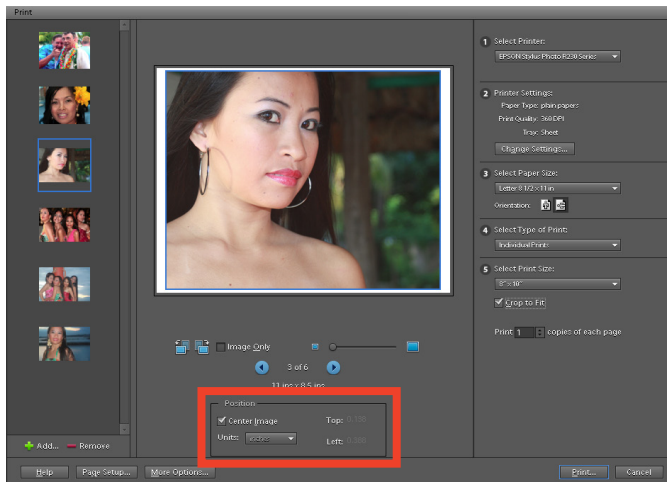 Print
1 Select Printer:
EPSON Stylus Photo R230 Series
2 Printer Settings:
Paper Type: plain papers
Print Quality: 360 DPI
Tray: Sheet
Change Settings...
3 Select Paper Size:
Letter 8 1/2 x 11 in
Orientation:
4 Select Type of Print:
Individual Prints
5 Select Print Size:
8" x 10"
Crop to Fit
Print 1 copies of each page
Image Only
3 of 6
11 ins x 8.5 ins
Position
Center Image Top:
Units: inches Left:
Add... Remove
Help Page Setup... More Options... Print... Cancel